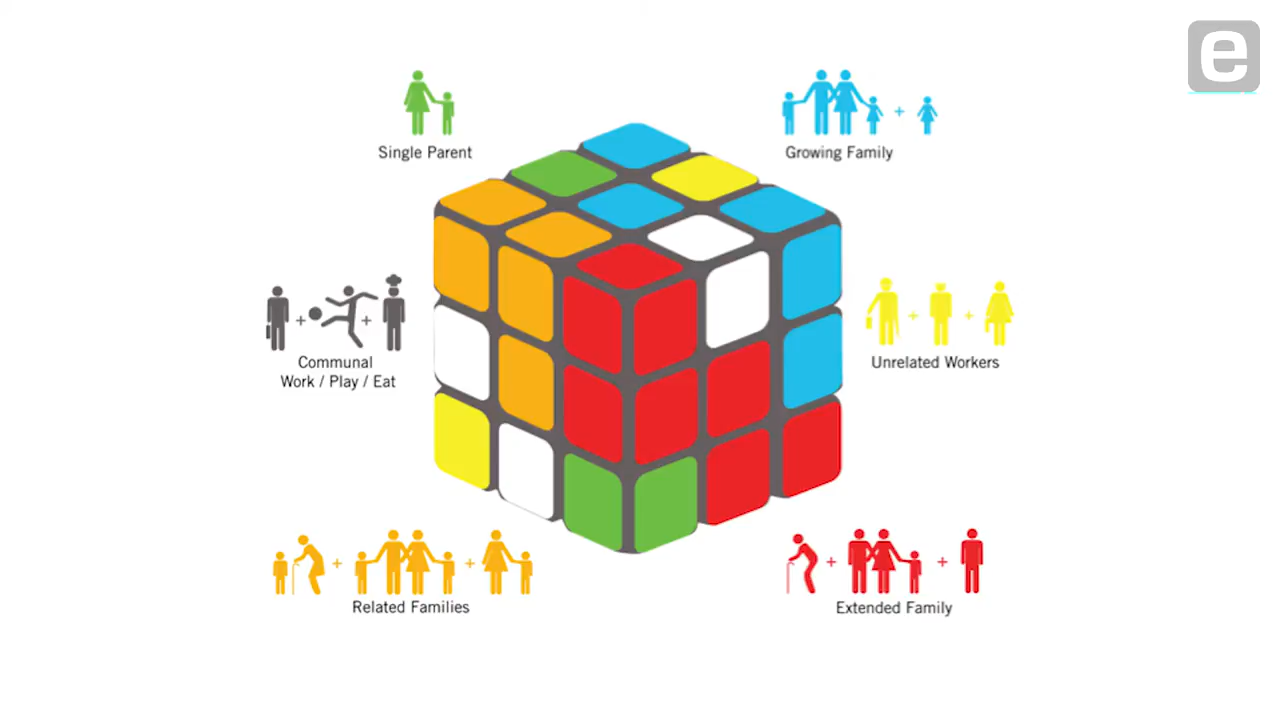 e
Single Parent
Growing Family
Communal
Work / Play / Eat
Unrelated Workers
Related Families
Extended Family